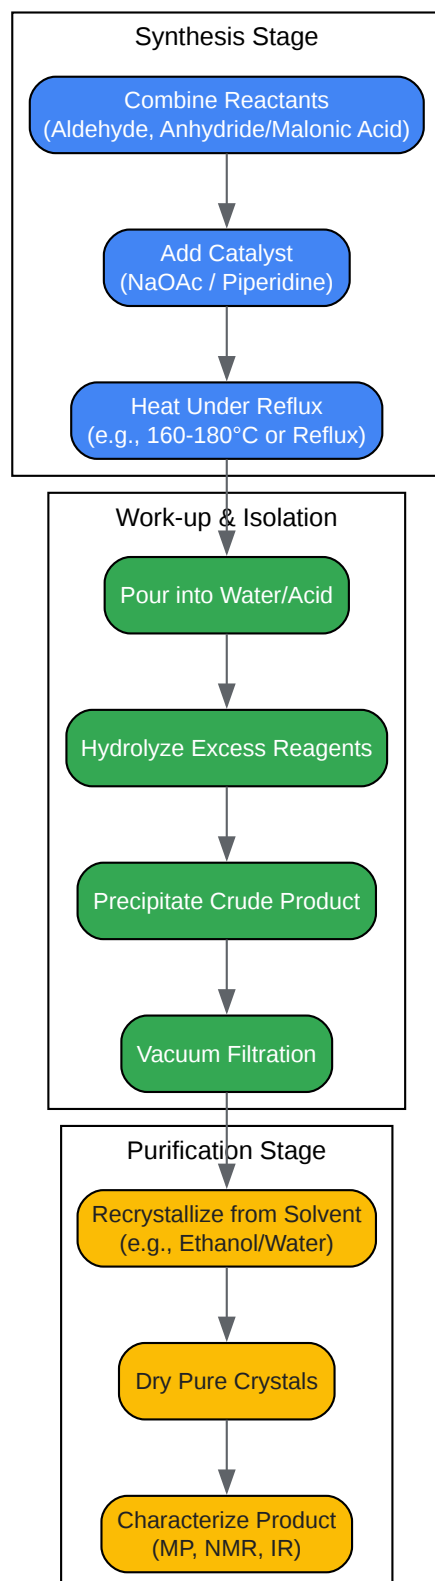 Synthesis Stage
Combine Reactants
(Aldehyde, Anhydride/Malonic Acid)
Add Catalyst
(NaOAc / Piperidine)
Heat Under Reflux
(e.g., 160-180°C or Reflux)
Work-up & Isolation
Pour into Water/Acid
Hydrolyze Excess Reagents
Precipitate Crude Product
Vacuum Filtration
Purification Stage
Recrystallize from Solvent
(e.g., Ethanol/Water)
Dry Pure Crystals
Characterize Product
(MP, NMR, IR)